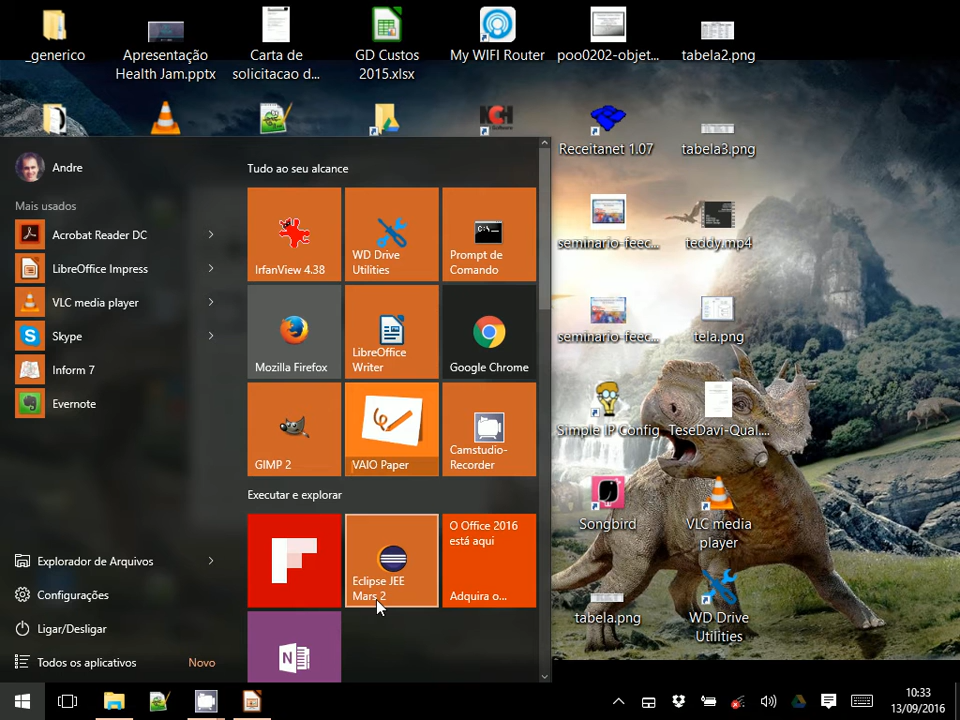 _generico
Apresentação
Health Jam.pptx
Carta de
solicitacao d...
GD Custos
2015.xlsx
My WIFI Router
poo0202-objet...
tabela2.png
Receitanet 1.07
tabela3.png
seminario-feec...
teddy.mp4
seminario-feec...
tela.png
Simple IP Config
TeseDavi-Qual....
Songbird
VLC media
player
tabela.png
WD Drive
Utilities
Andre
Mais usados
Acrobat Reader DC
LibreOffice Impress
VLC media player
Skype
Inform 7
Evernote
Explorador de Arquivos
Configurações
Ligar/Desligar
Todos os aplicativos
Novo
Tudo ao seu alcance
IrfanView 4.38
WD Drive
Utilities
Prompt de
Comando
Mozilla Firefox
LibreOffice
Writer
Google Chrome
GIMP 2
VAIO Paper
Camstudio-
Recorder
Executar e explorar
Eclipse JEE
Mars 2
O Office 2016
está aqui
Adquira o...
10:33
13/09/2016